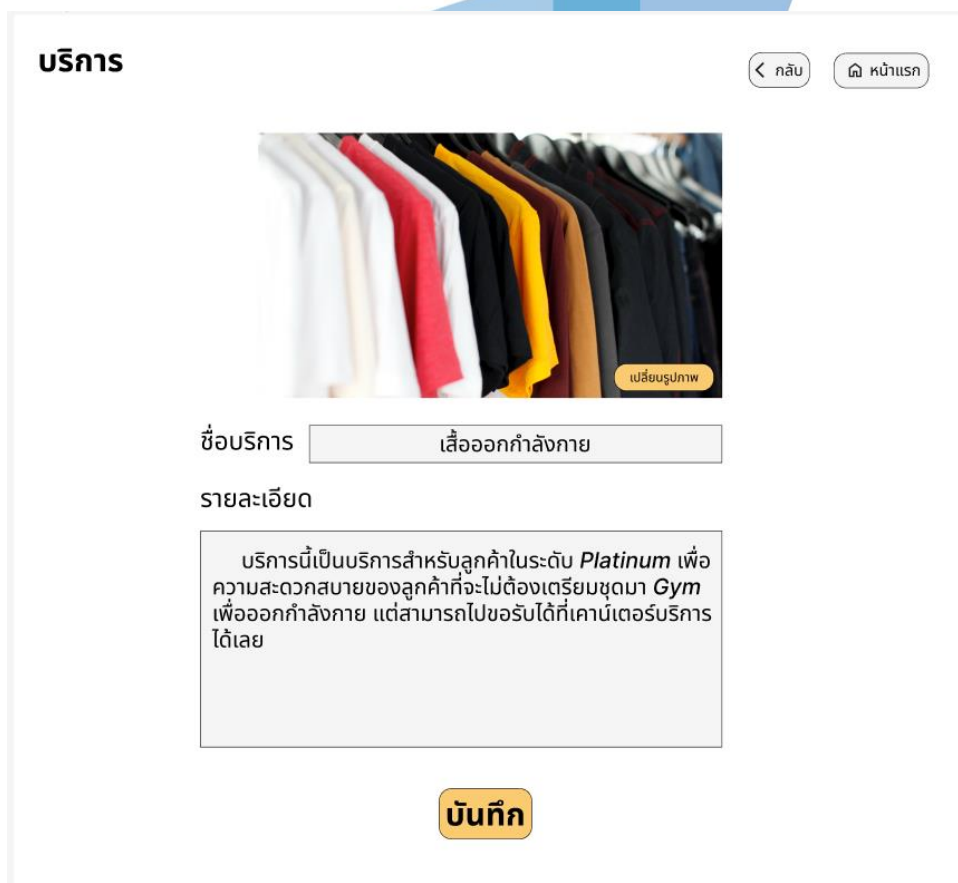 บริการ
กลับ
หน้าแรก
เปลี่ยนรูปภาพ
ชื่อบริการ
เสื้อออกกำลังกาย
รายละเอียด
บริการนี้เป็นบริการสำหรับลูกค้าในระดับ Platinum เพื่อ
ความสะดวกสบายของลูกค้าที่จะไม่ต้องเตรียมชุดมา Gym
เพื่อออกกำลังกาย แต่สามารถไปขอรับได้ที่เคาน์เตอร์บริการ
ได้เลย
บันทึก